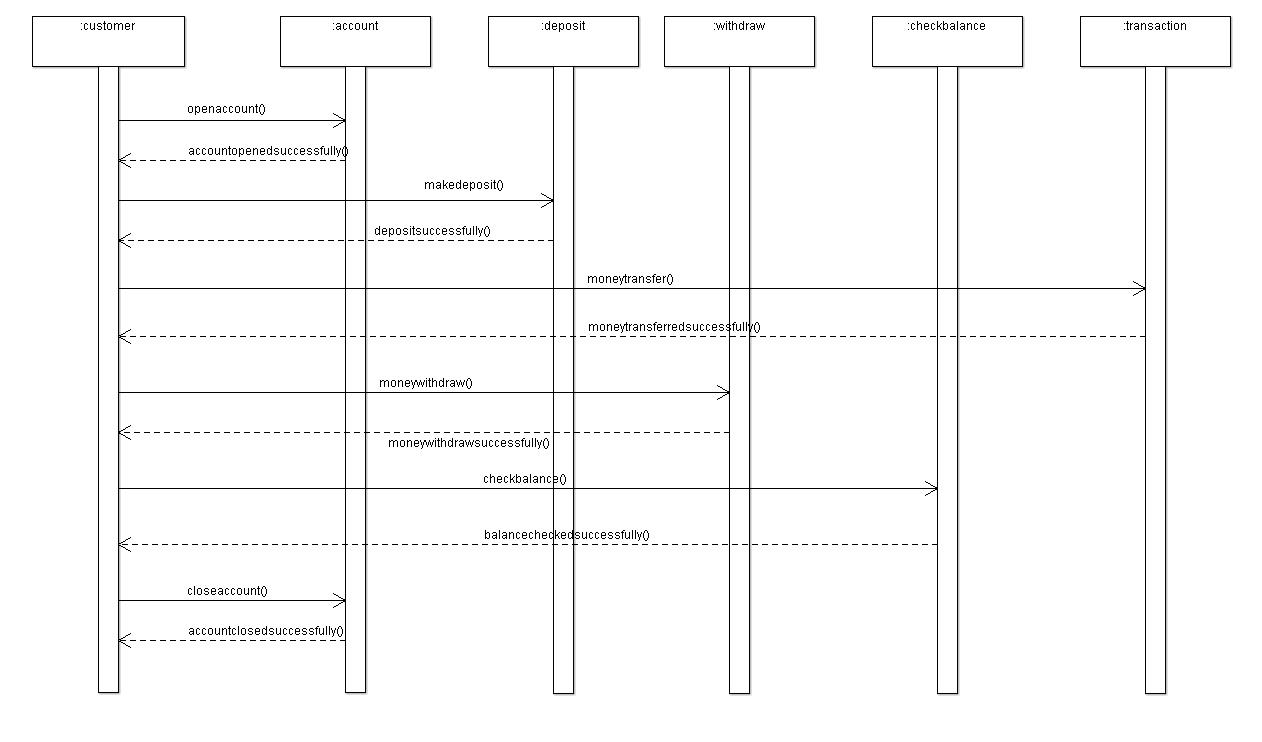 :customer
:account
:deposit
:withdraw
:checkbalance
:transaction
openaccount()
accountopenedsuccessfully()
makedeposit()
depositsuccessfully()
moneytransfer()
moneytransferredsuccessfully()
moneywithdraw()
moneywithdrawsuccessfully()
checkbalance()
balancecheckedsuccessfully()
closeaccount()
accountclosedsuccessfully()